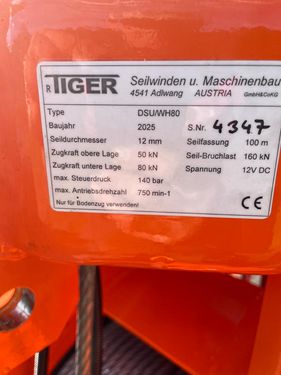 R TIGER Seilwinden u. Maschinenbau
4541 Adlwang AUSTRIA GmbH&CoKG
Type DSU/WH80
Baujahr 2025 S.Nr. 4347
Seildurchmesser 12 mm Seilfassung 100 m
Zugkraft obere Lage 50 kN Seil-Bruchlast 160 kN
Zugkraft untere Lage 80 kN Spannung 12V DC
max. Steuerdruck 140 bar
max. Antriebsdrehzahl 750 min-1
Nur für Bodenzug verwenden! CE